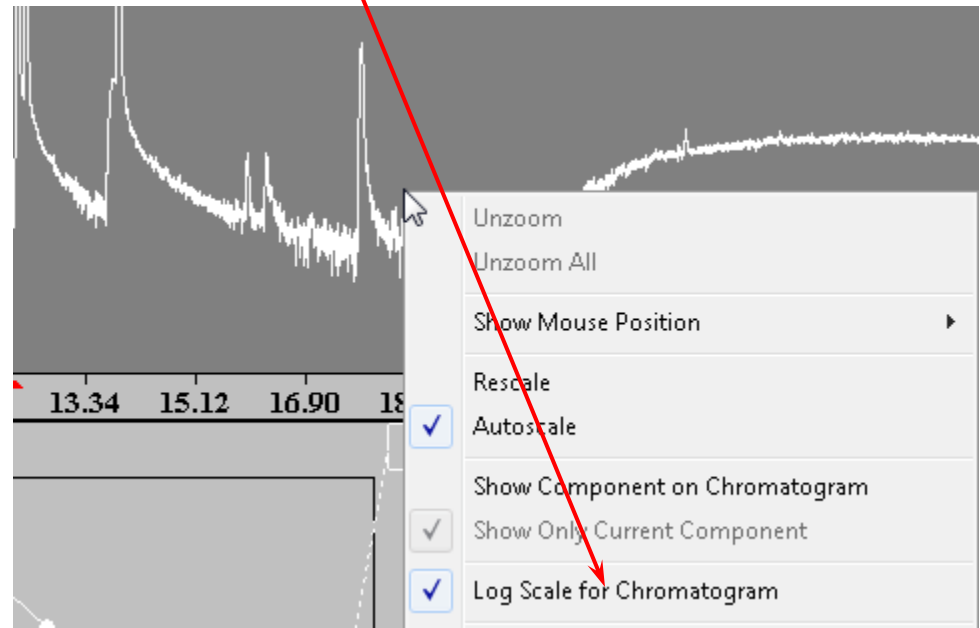 Unzoom
Unzoom All
Show Mouse Position
Rescale
13.34 15.12 16.90 18
Autoscale
Show Component on Chromatogram
Show Only Current Component
Log Scale for Chromatogram